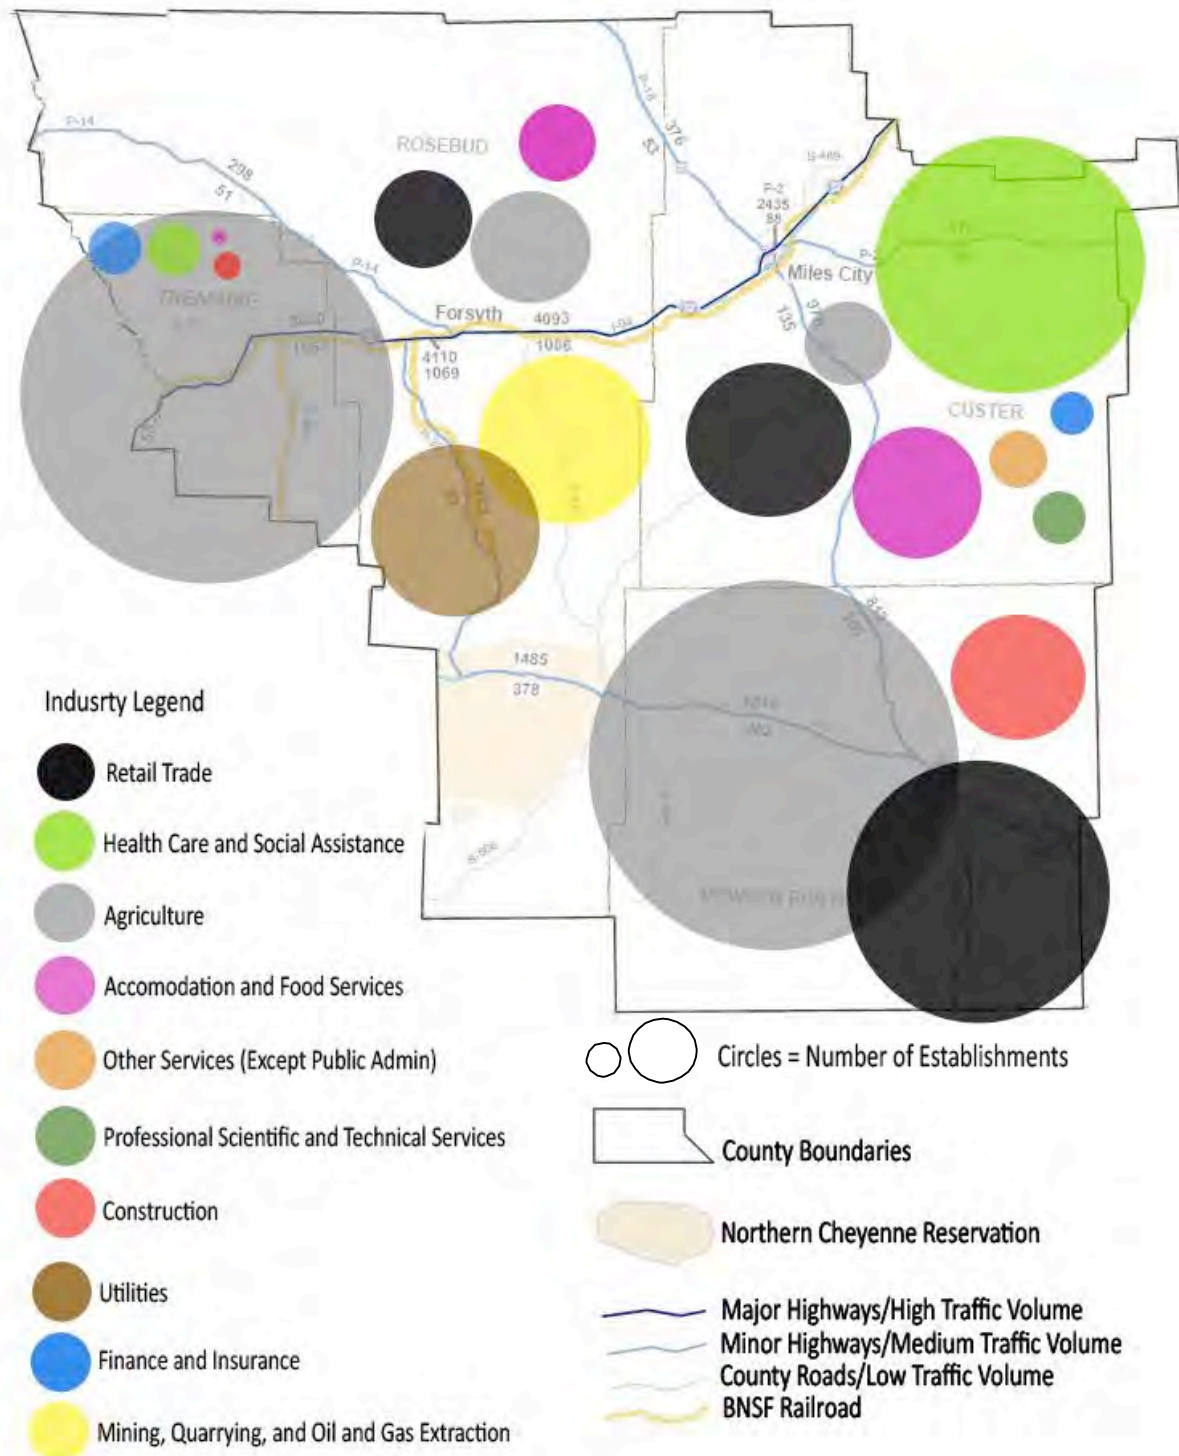 P-14
298
51
ROSEBUD
P-18
376
53
S-489
P-2
2435
88
Miles City
P-14
Forsyth
4093
1086
I-94
4110
1069
135
976
CUSTER
1485
378
Indusrty Legend
Retail Trade
Health Care and Social Assistance
Agriculture
Accomodation and Food Services
Other Services (Except Public Admin)
Professional Scientific and Technical Services
Construction
Utilities
Finance and Insurance
Mining, Quarrying, and Oil and Gas Extraction
Circles = Number of Establishments
County Boundaries
Northern Cheyenne Reservation
Major Highways/High Traffic Volume
Minor Highways/Medium Traffic Volume
County Roads/Low Traffic Volume
BNSF Railroad